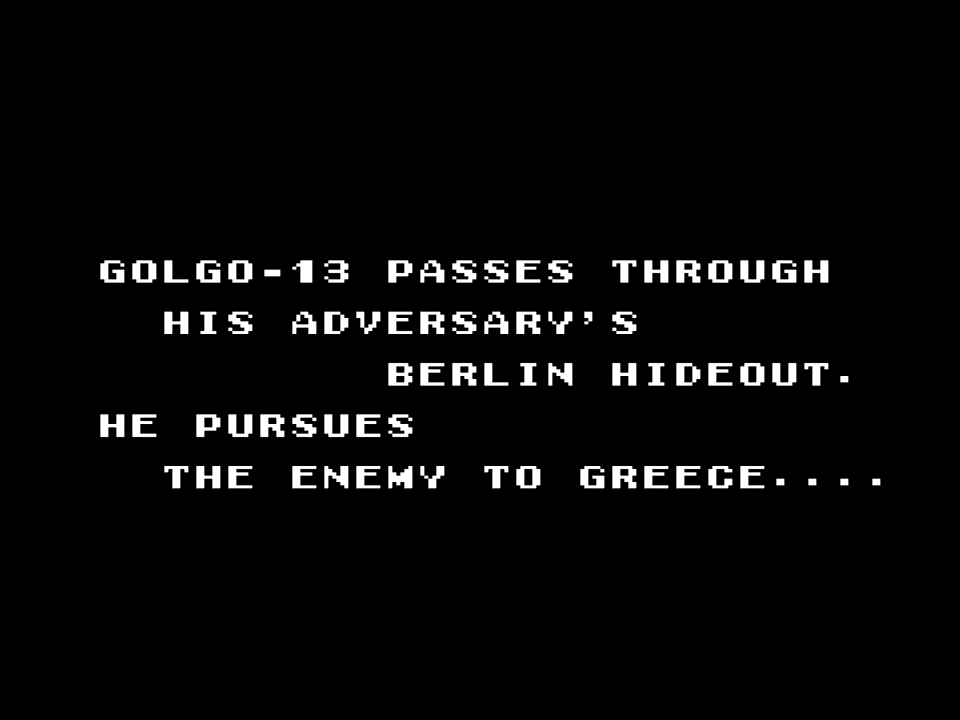 GOLGO-13 PASSES THROUGH
HIS ADVERSARY'S
BERLIN HIDEOUT.
HE PURSUES
THE ENEMY TO GREECE....